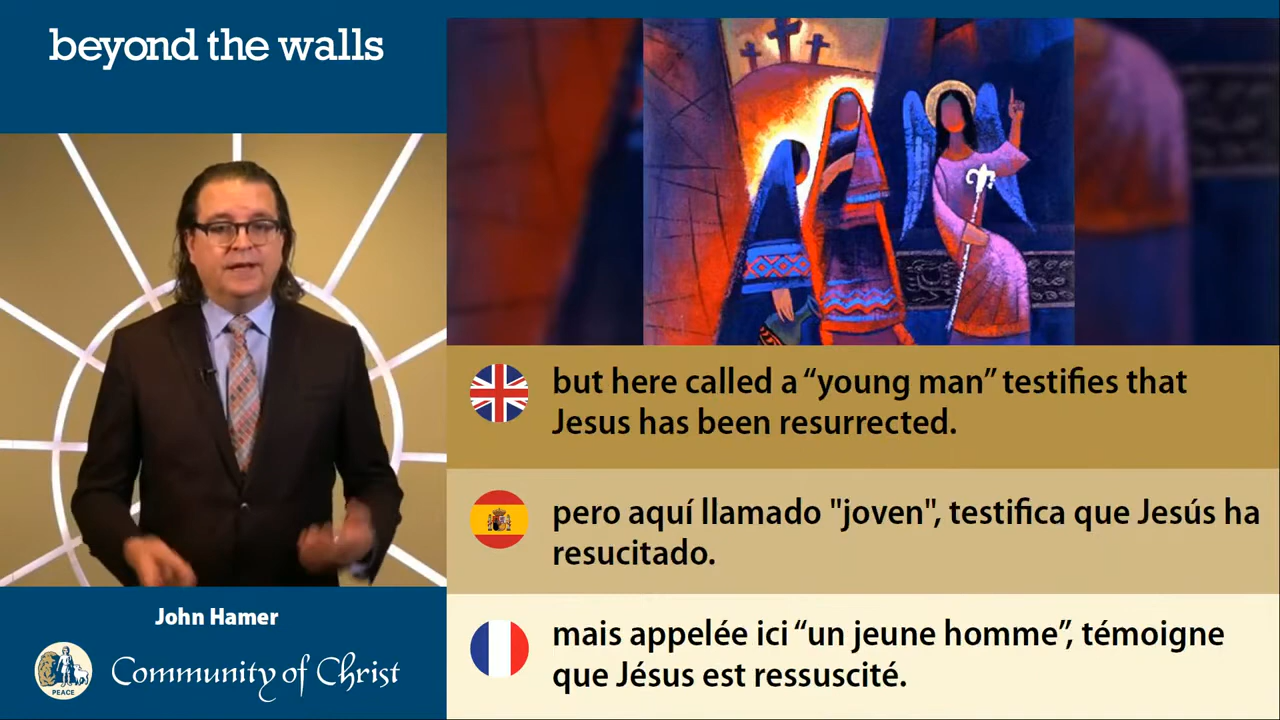 beyond the walls
but here called a “young man” testifies that
Jesus has been resurrected.
pero aquí llamado "joven", testifica que Jesús ha
resucitado.
mais appelée ici “un jeune homme”, témoigne
que Jésus est ressuscité.
John Hamer
PEACE
Community of Christ